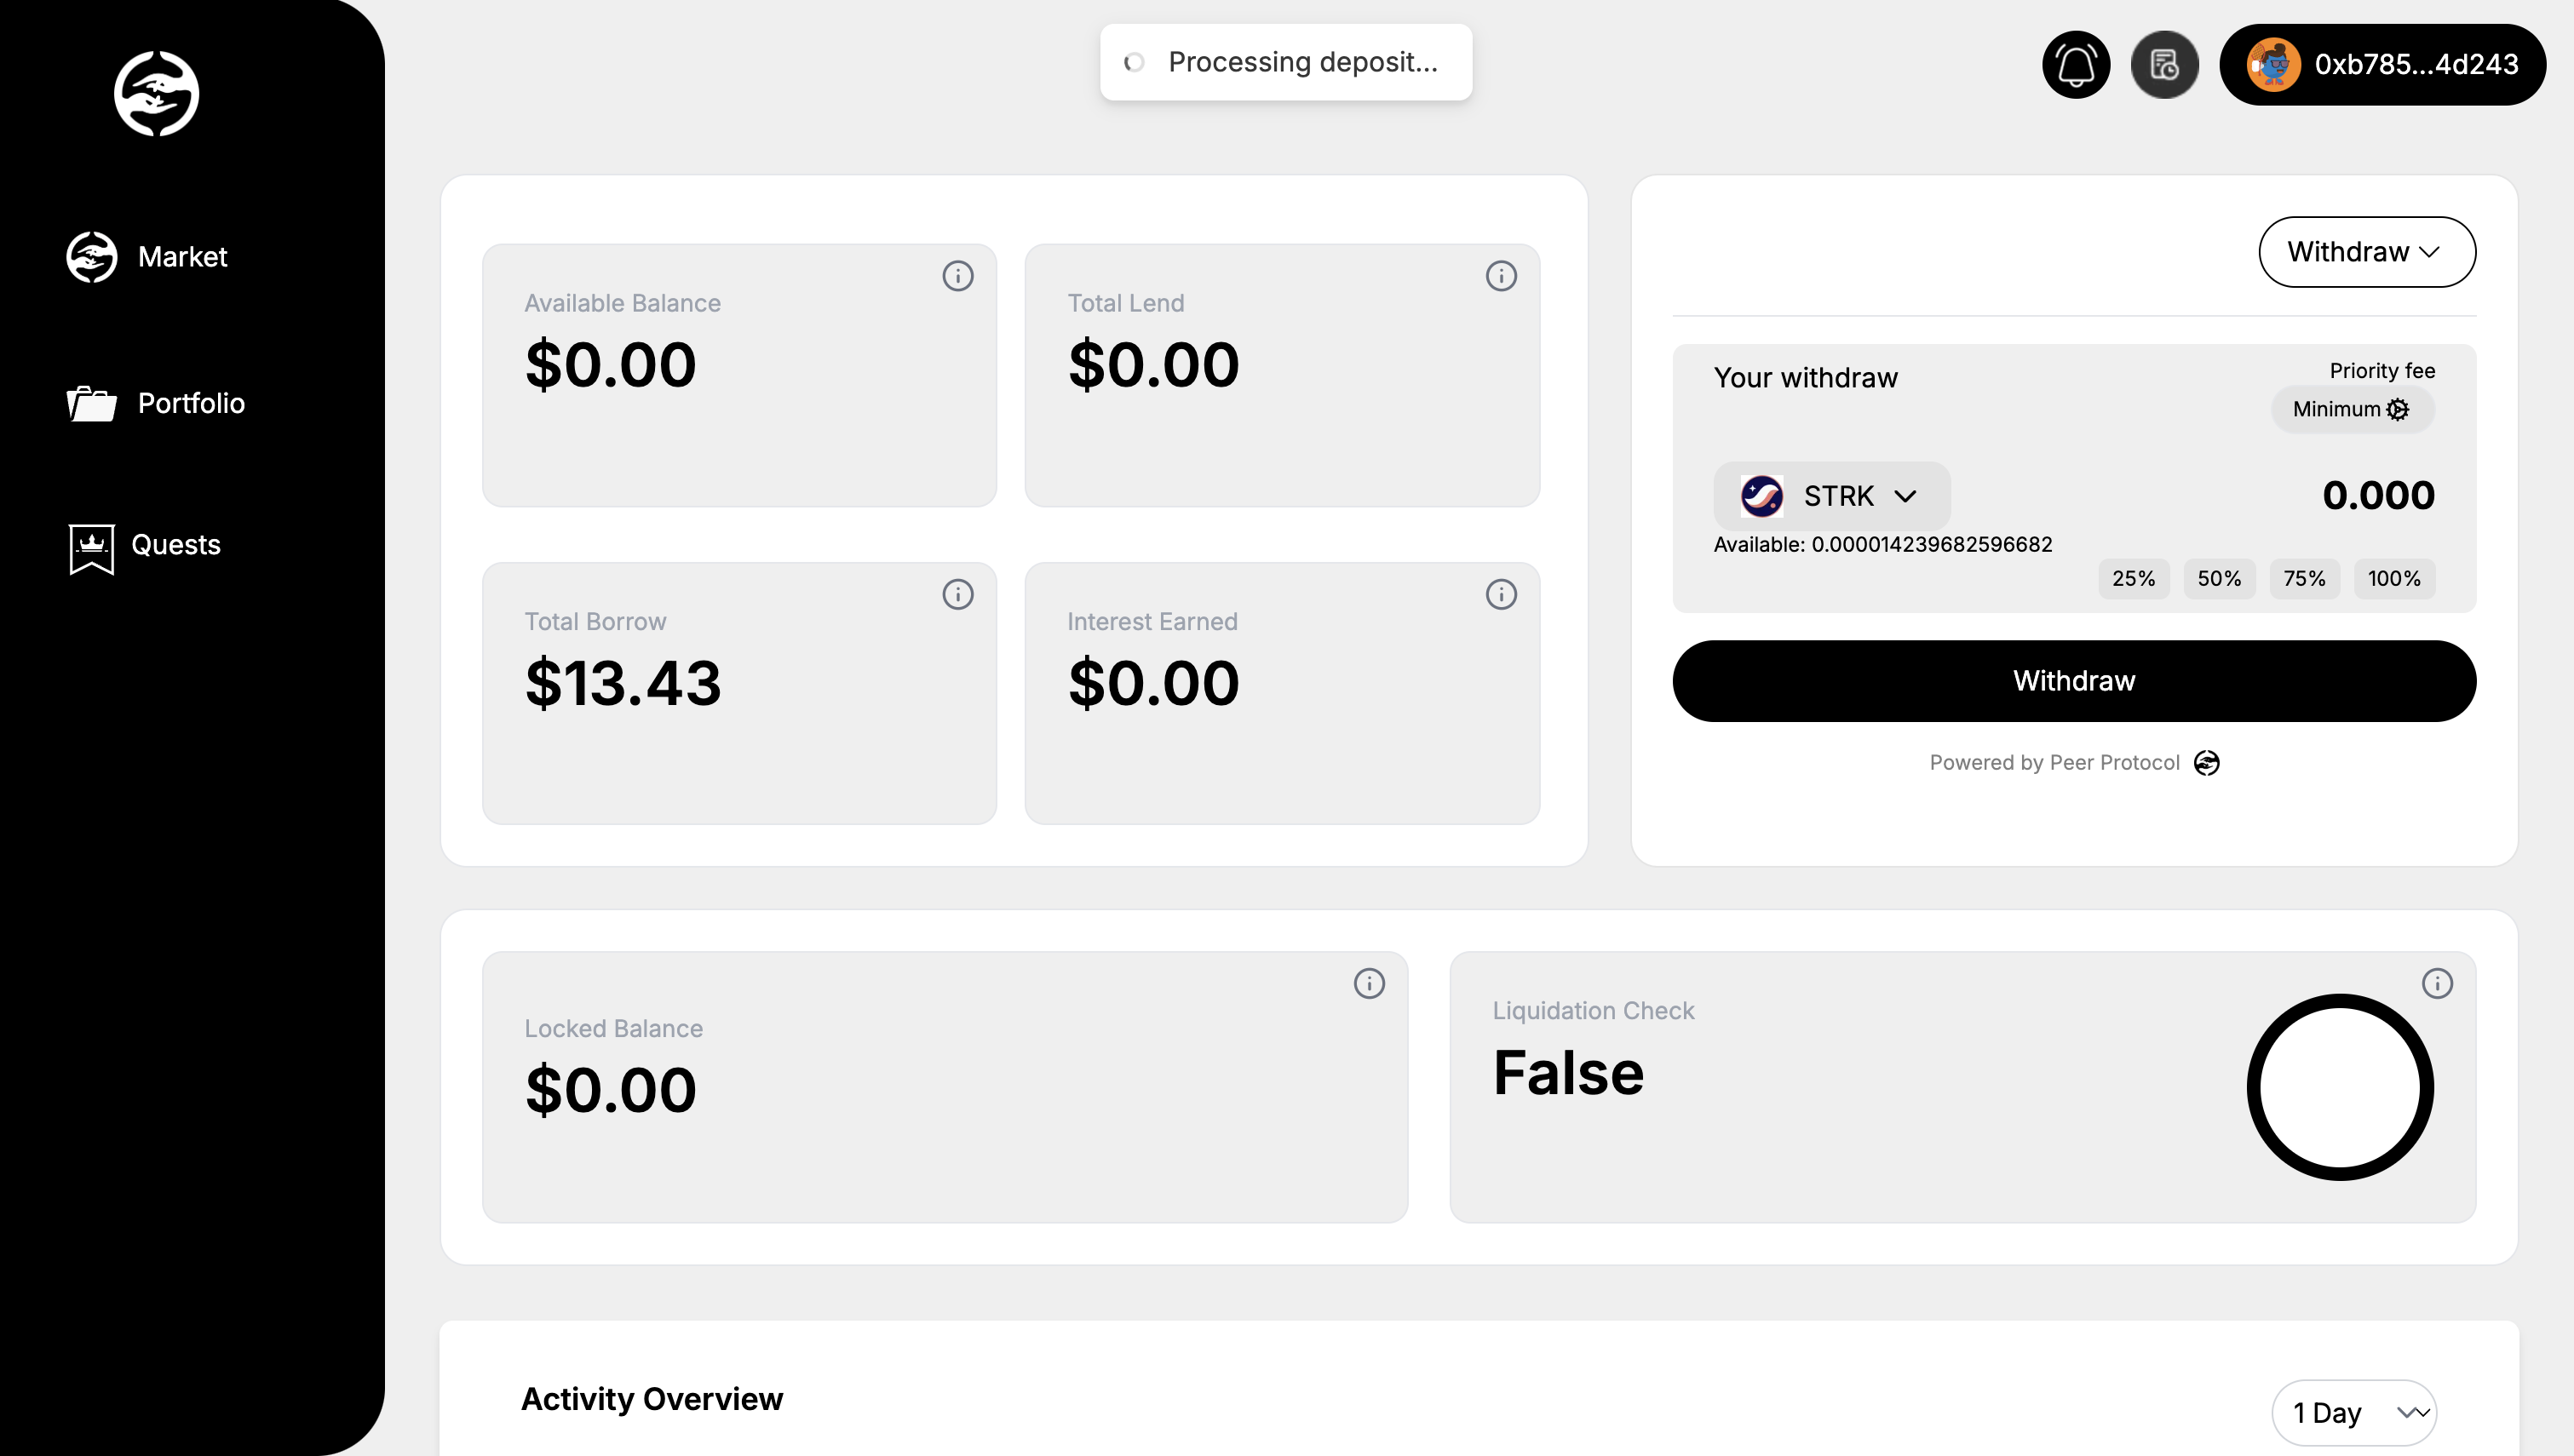 Processing deposit...
0xb785...4d243
Market
Portfolio
Quests
Available Balance
$0.00
Total Lend
$0.00
Total Borrow
$13.43
Interest Earned
$0.00
Withdraw
Your withdraw
Priority fee
Minimum
STRK
0.000
Available: 0.000014239682596682
25% 50% 75% 100%
Withdraw
Powered by Peer Protocol
Locked Balance
$0.00
Liquidation Check
False
Activity Overview
1 Day